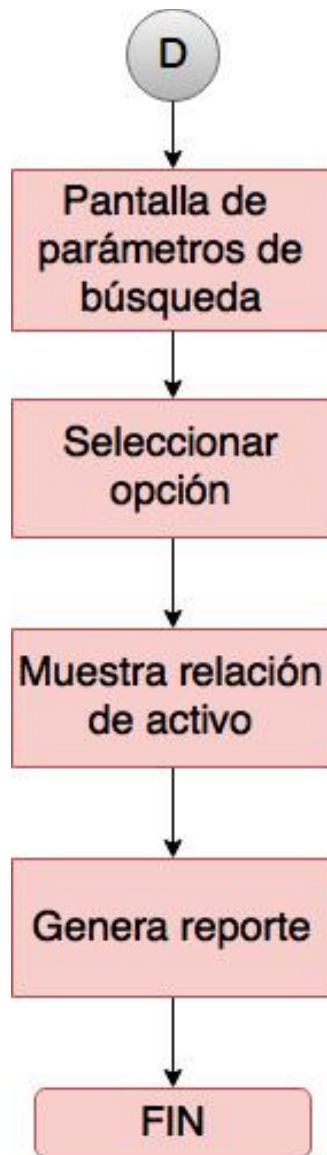 D
Pantalla de
parámetros de
búsqueda
Seleccionar
opción
Muestra relación
de activo
Genera reporte
FIN